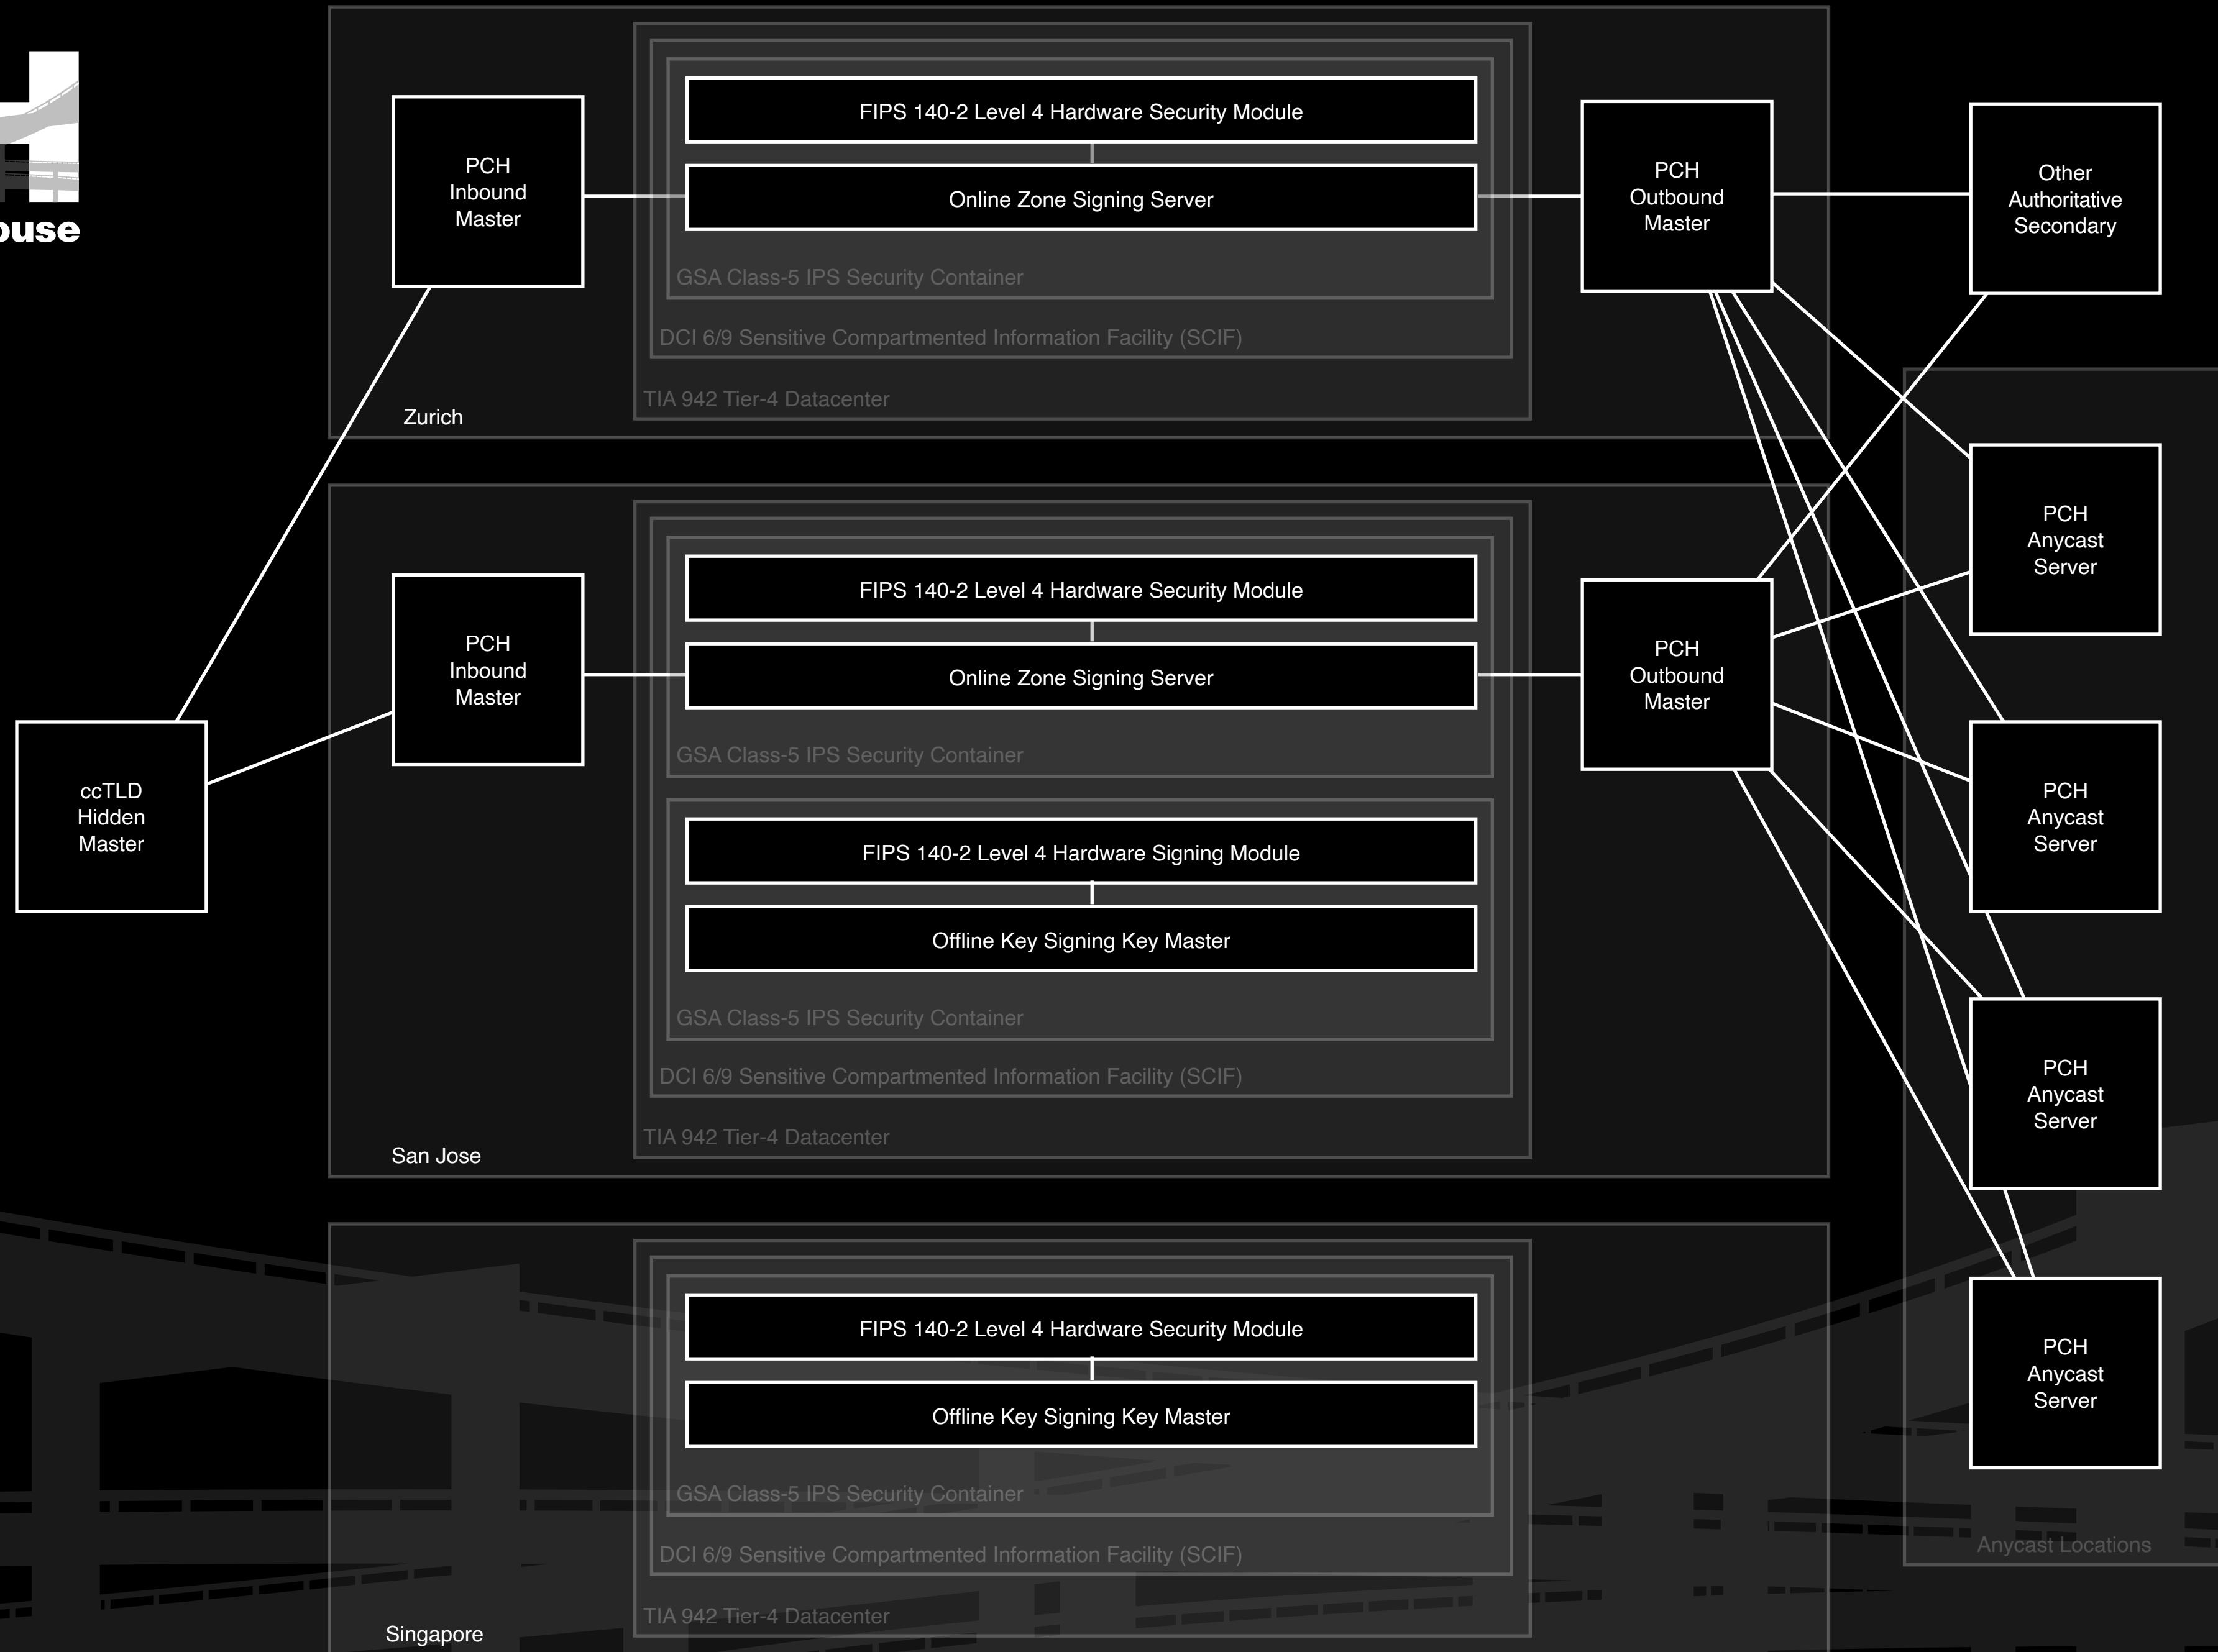 ouse
PCH
Inbound
Master
FIPS 140-2 Level 4 Hardware Security Module
Online Zone Signing Server
GSA Class-5 IPS Security Container
DCI 6/9 Sensitive Compartmented Information Facility (SCIF)
TIA 942 Tier-4 Datacenter
Zurich
PCH
Outbound
Master
Other
Authoritative
Secondary
ccTLD
Hidden
Master
PCH
Inbound
Master
FIPS 140-2 Level 4 Hardware Security Module
Online Zone Signing Server
GSA Class-5 IPS Security Container
FIPS 140-2 Level 4 Hardware Signing Module
Offline Key Signing Key Master
GSA Class-5 IPS Security Container
DCI 6/9 Sensitive Compartmented Information Facility (SCIF)
TIA 942 Tier-4 Datacenter
San Jose
PCH
Outbound
Master
PCH
Anycast
Server
PCH
Anycast
Server
PCH
Anycast
Server
PCH
Anycast
Server
Anycast Locations
FIPS 140-2 Level 4 Hardware Security Module
Offline Key Signing Key Master
GSA Class-5 IPS Security Container
DCI 6/9 Sensitive Compartmented Information Facility (SCIF)
TIA 942 Tier-4 Datacenter
Singapore